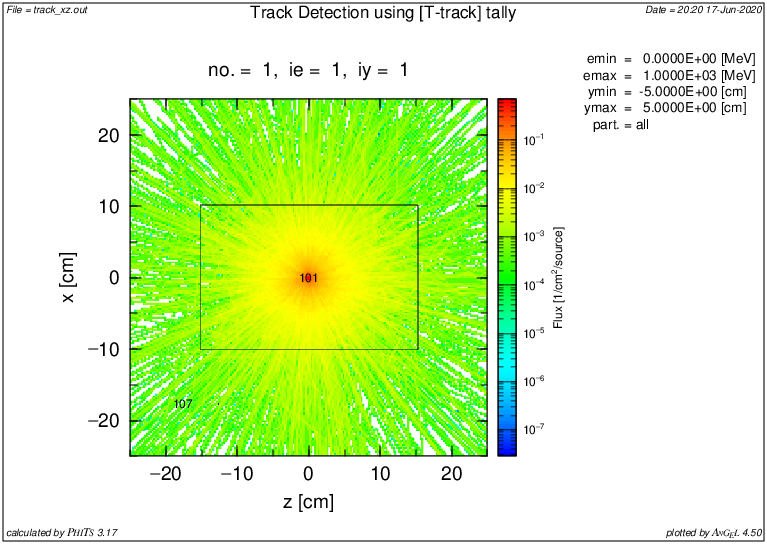 File = track_xz.out
Track Detection using [T-track] tally
Date = 20:20 17-Jun-2020
no. = 1, ie = 1, iy = 1
emin = 0.0000E+00 [MeV]
emax = 1.0000E+03 [MeV]
ymin = -5.0000E+00 [cm]
ymax = 5.0000E+00 [cm]
part. = all
20
10
0
−10
−20
x [cm]
101
107
−20 −10 0 10 20
z [cm]
10⁻¹
10⁻²
10⁻³
10⁻⁴
10⁻⁵
10⁻⁶
10⁻⁷
Flux [1/cm²/source]
calculated by PHITS 3.17
plotted by ANGEL 4.50